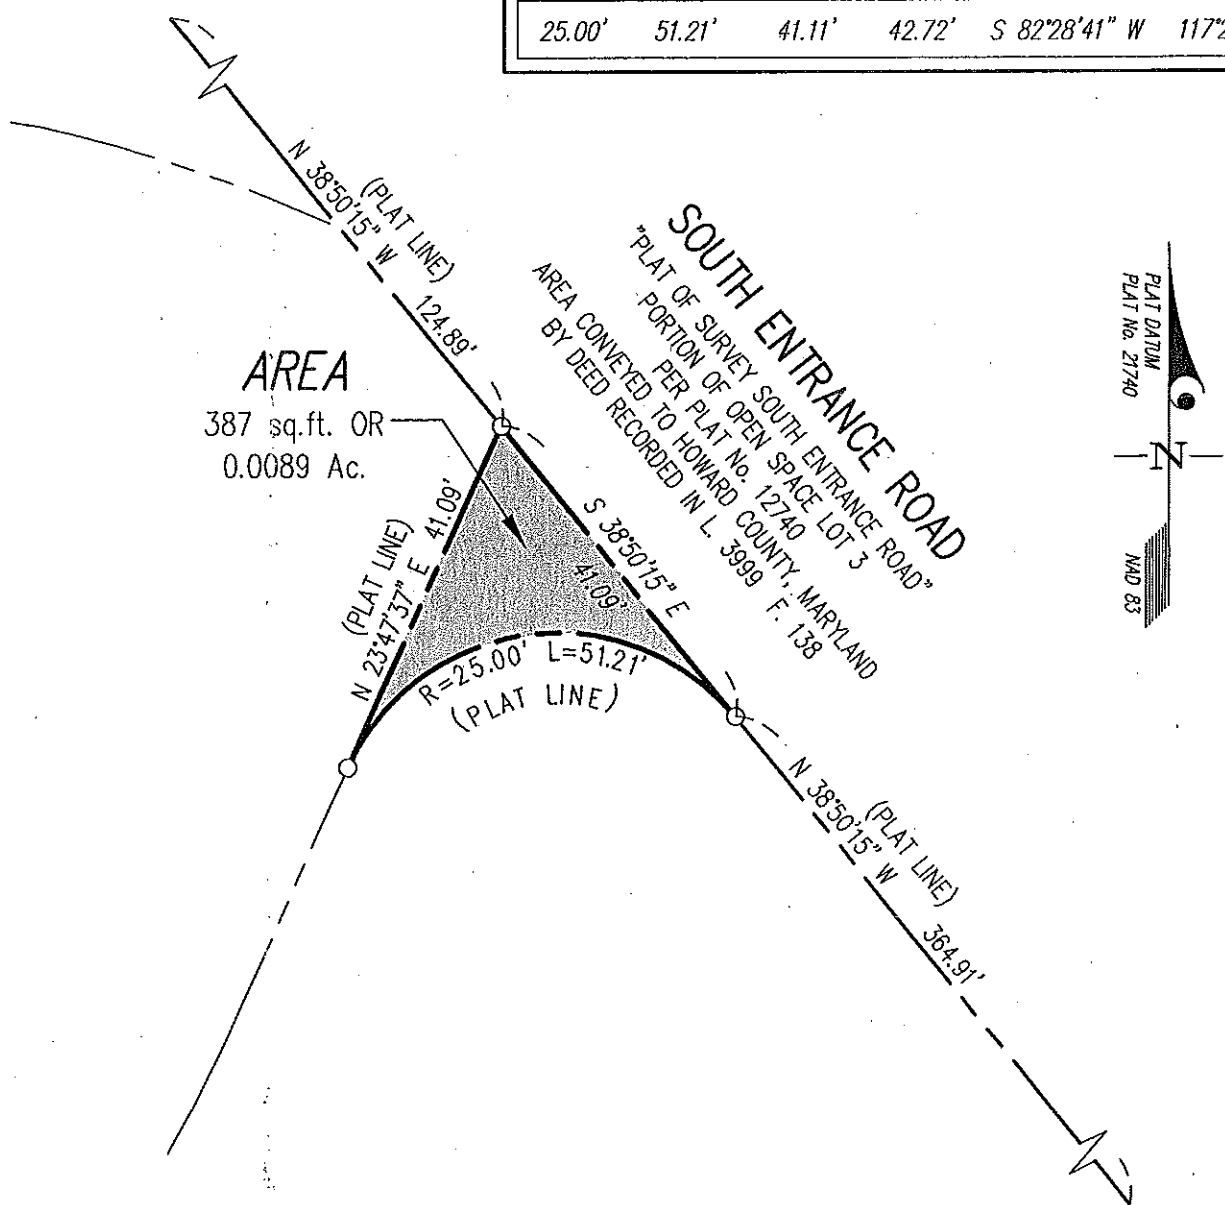 25.00' 51.21' 41.11' 42.72' S 82°28'41" W
N 38°50'15" W
(PLAT LINE)
124.89'
SOUTH ENTRANCE ROAD
"PLAT OF SURVEY SOUTH ENTRANCE ROAD"
PORTION OF OPEN SPACE LOT 3
PER PLAT No. 12740
AREA CONVEYED TO HOWARD COUNTY, MARYLAND
BY DEED RECORDED IN L. 3999 F. 138
PLAT DATUM
PLAT No. 21740
N
NAD 83
AREA
387 sq.ft. OR
0.0089 Ac.
(PLAT LINE)
N 23°47'37" E 41.09'
S 38°50'15" E
41.09'
R=25.00' L=51.21'
(PLAT LINE)
N 38°50'15" W
(PLAT LINE)
364.91'